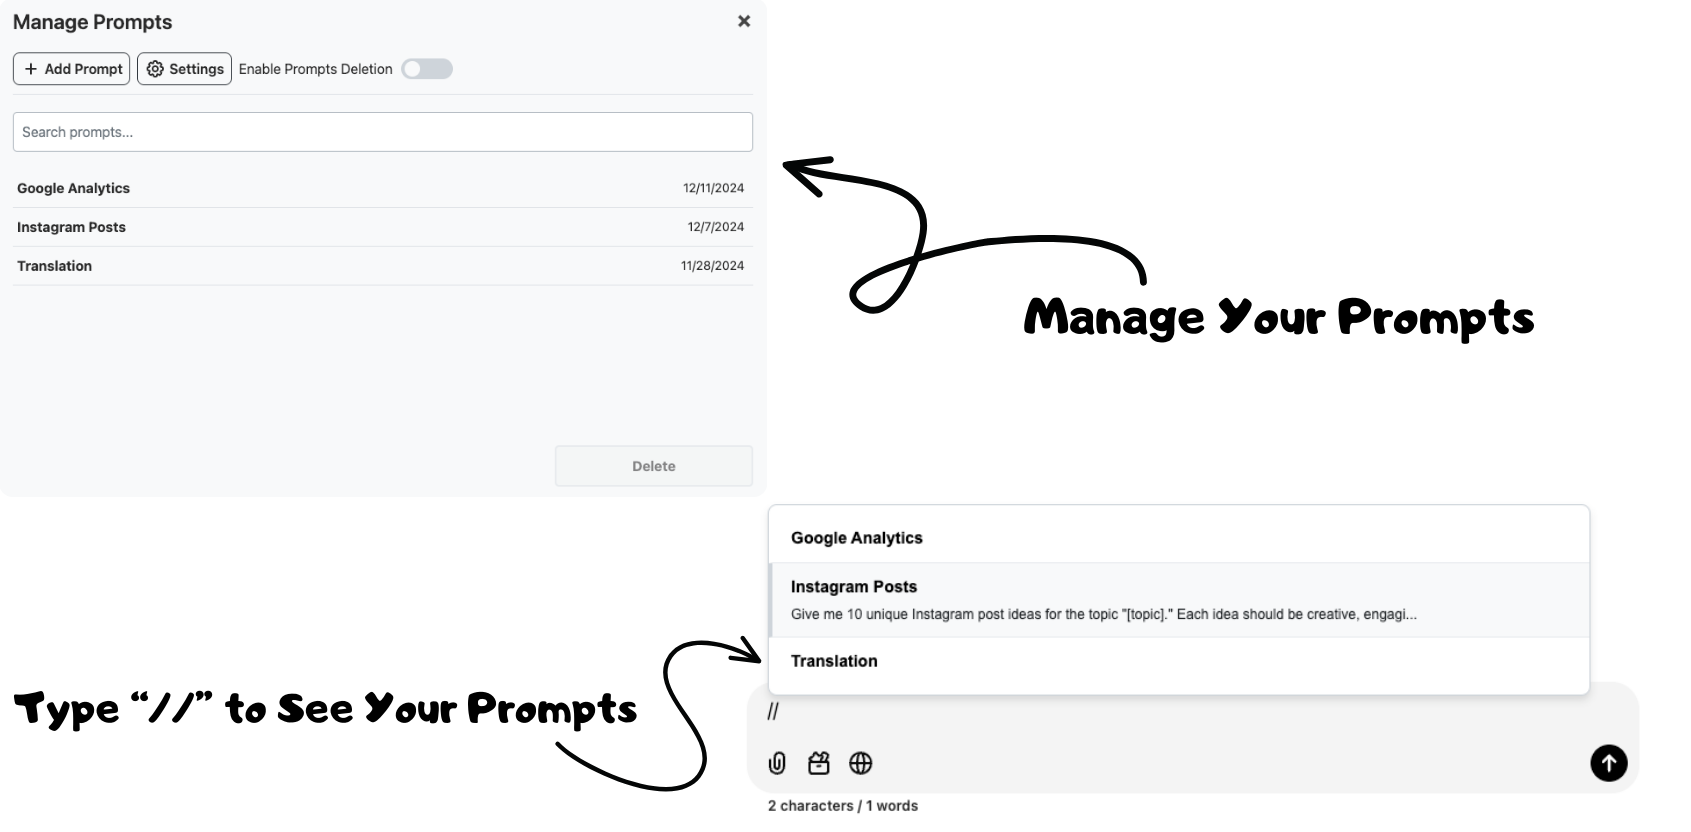 Manage Prompts
Add Prompt Settings Enable Prompts Deletion
Search prompts...
Google Analytics 12/11/2024
Instagram Posts 12/7/2024
Translation 11/28/2024
Delete
Manage Your Prompts
Google Analytics
Instagram Posts
Give me 10 unique Instagram post ideas for the topic "[topic]." Each idea should be creative, engagi...
Translation
Type “//” to See Your Prompts
//
2 characters / 1 words